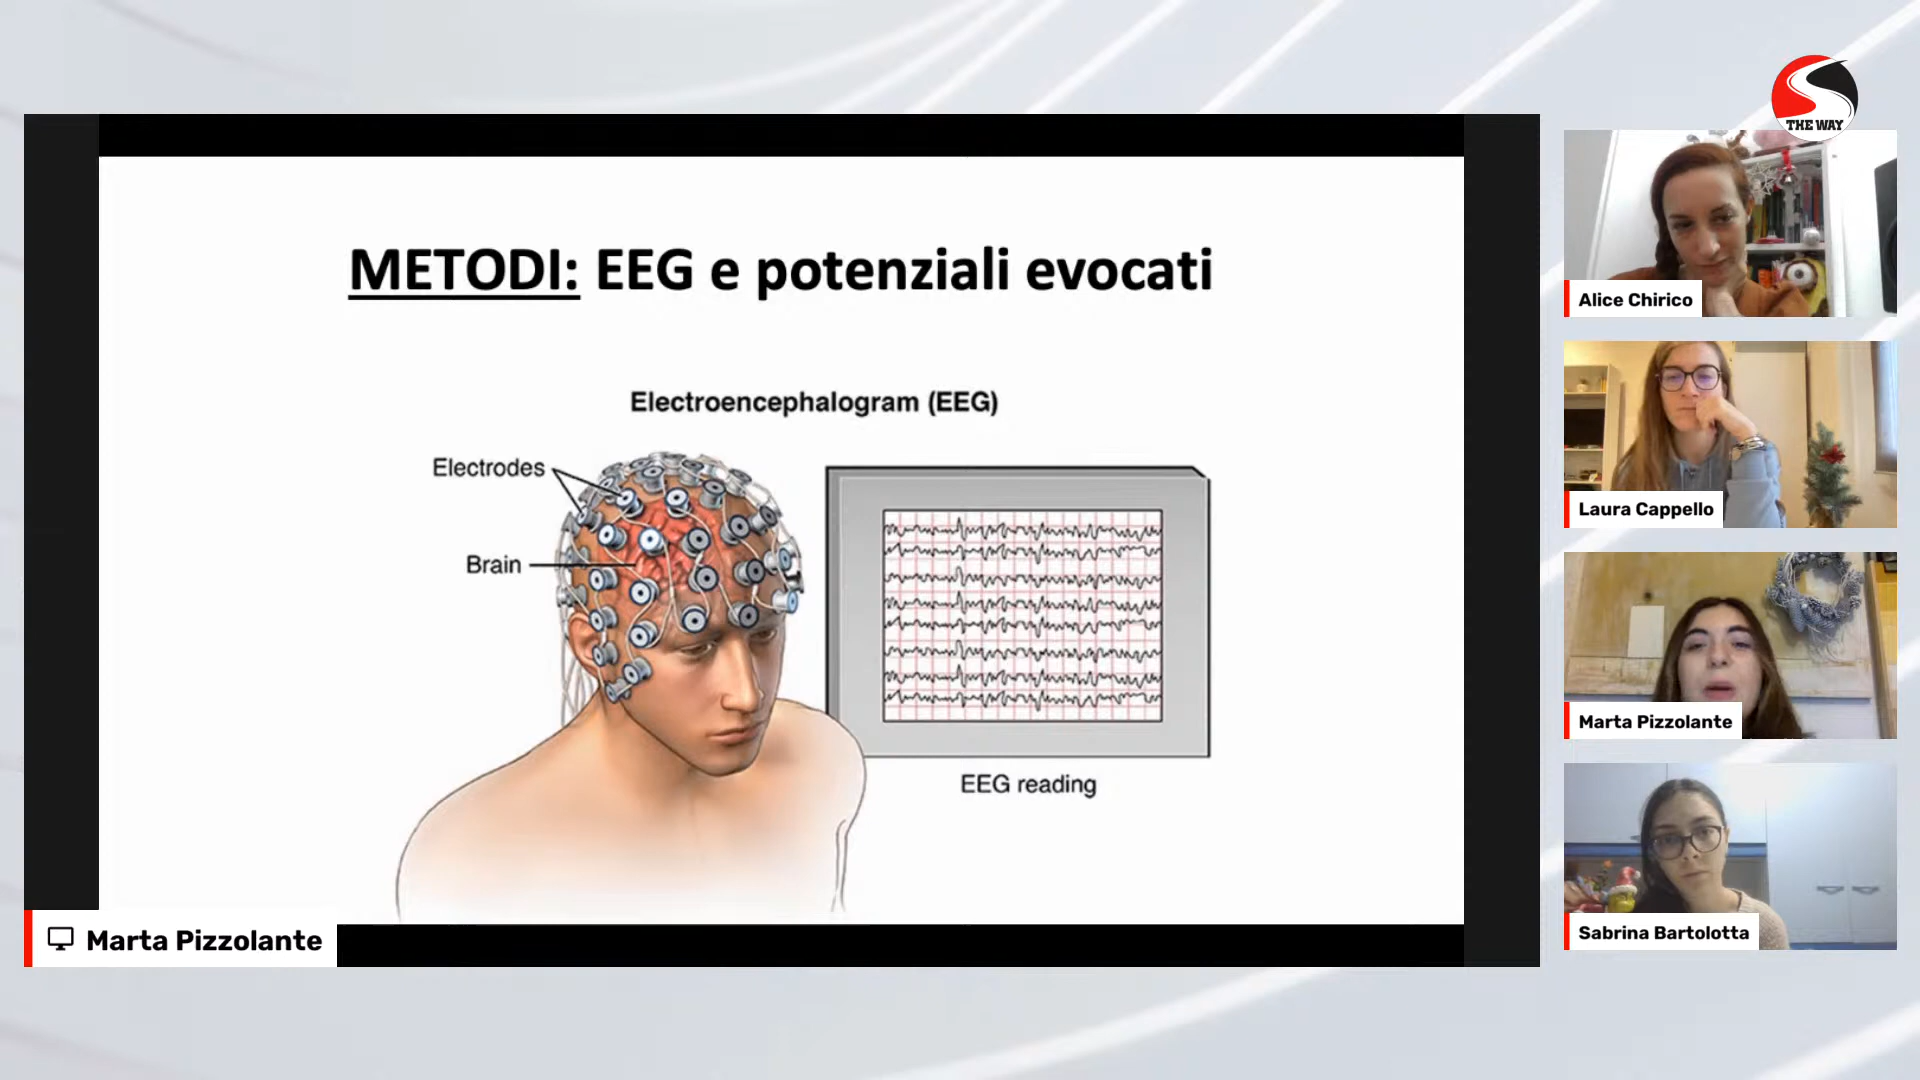 THE WAY
METODI: EEG e potenziali evocati
Electroencephalogram (EEG)
Electrodes
Brain
EEG reading
Marta Pizzolante
Alice Chirico
Laura Cappello
Marta Pizzolante
Sabrina Bartolotta